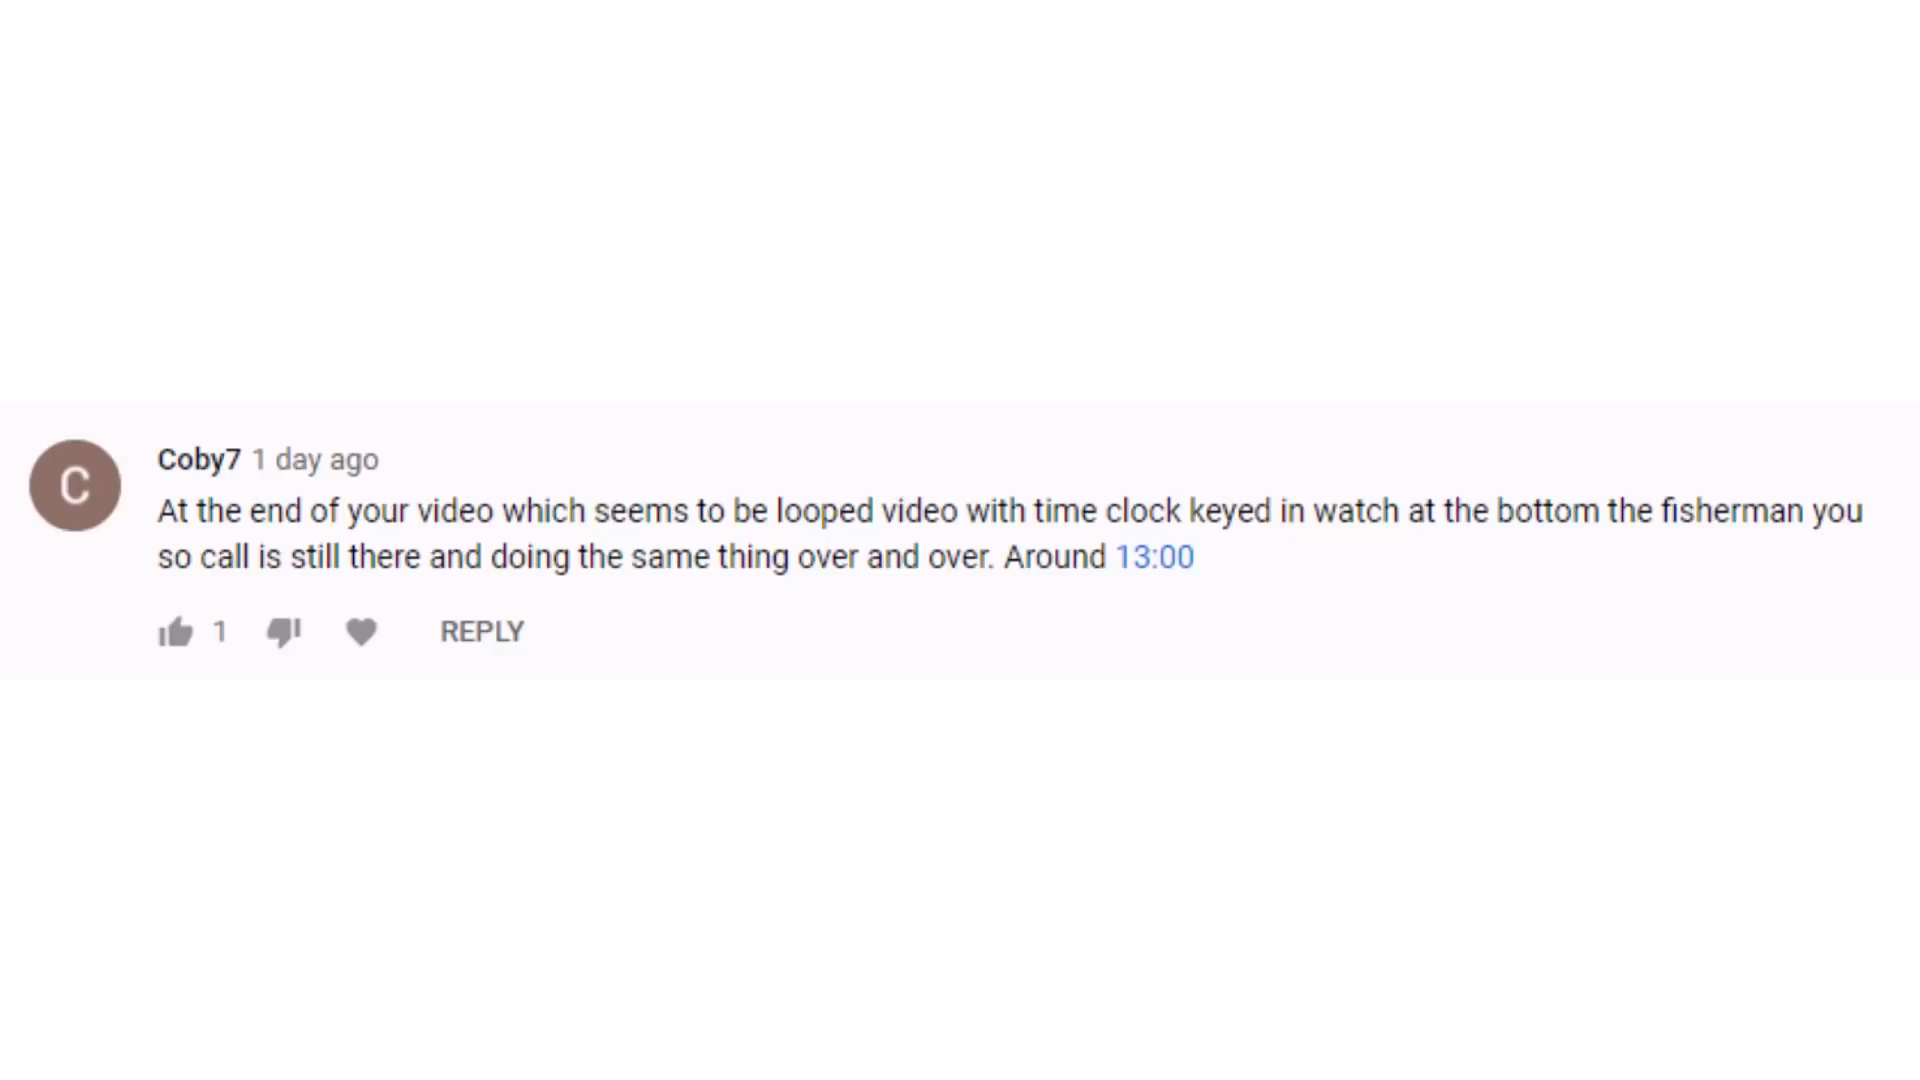 C
Coby7 1 day ago
At the end of your video which seems to be looped video with time clock keyed in watch at the bottom the fisherman you
so call is still there and doing the same thing over and over. Around 13:00
1 REPLY